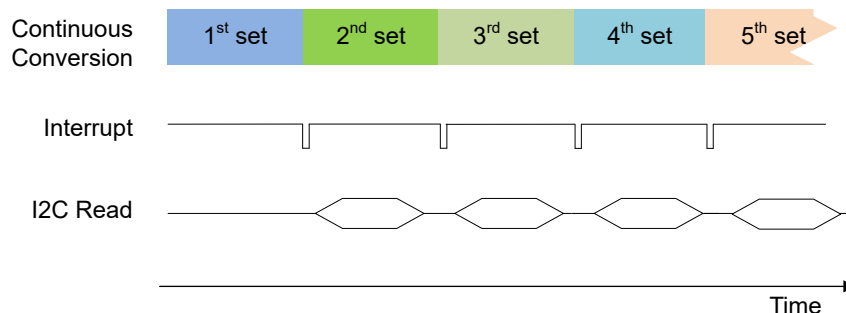 Continuous
Conversion
1st set
2nd set
3rd set
4th set
5th set
Interrupt
I2C Read
Time